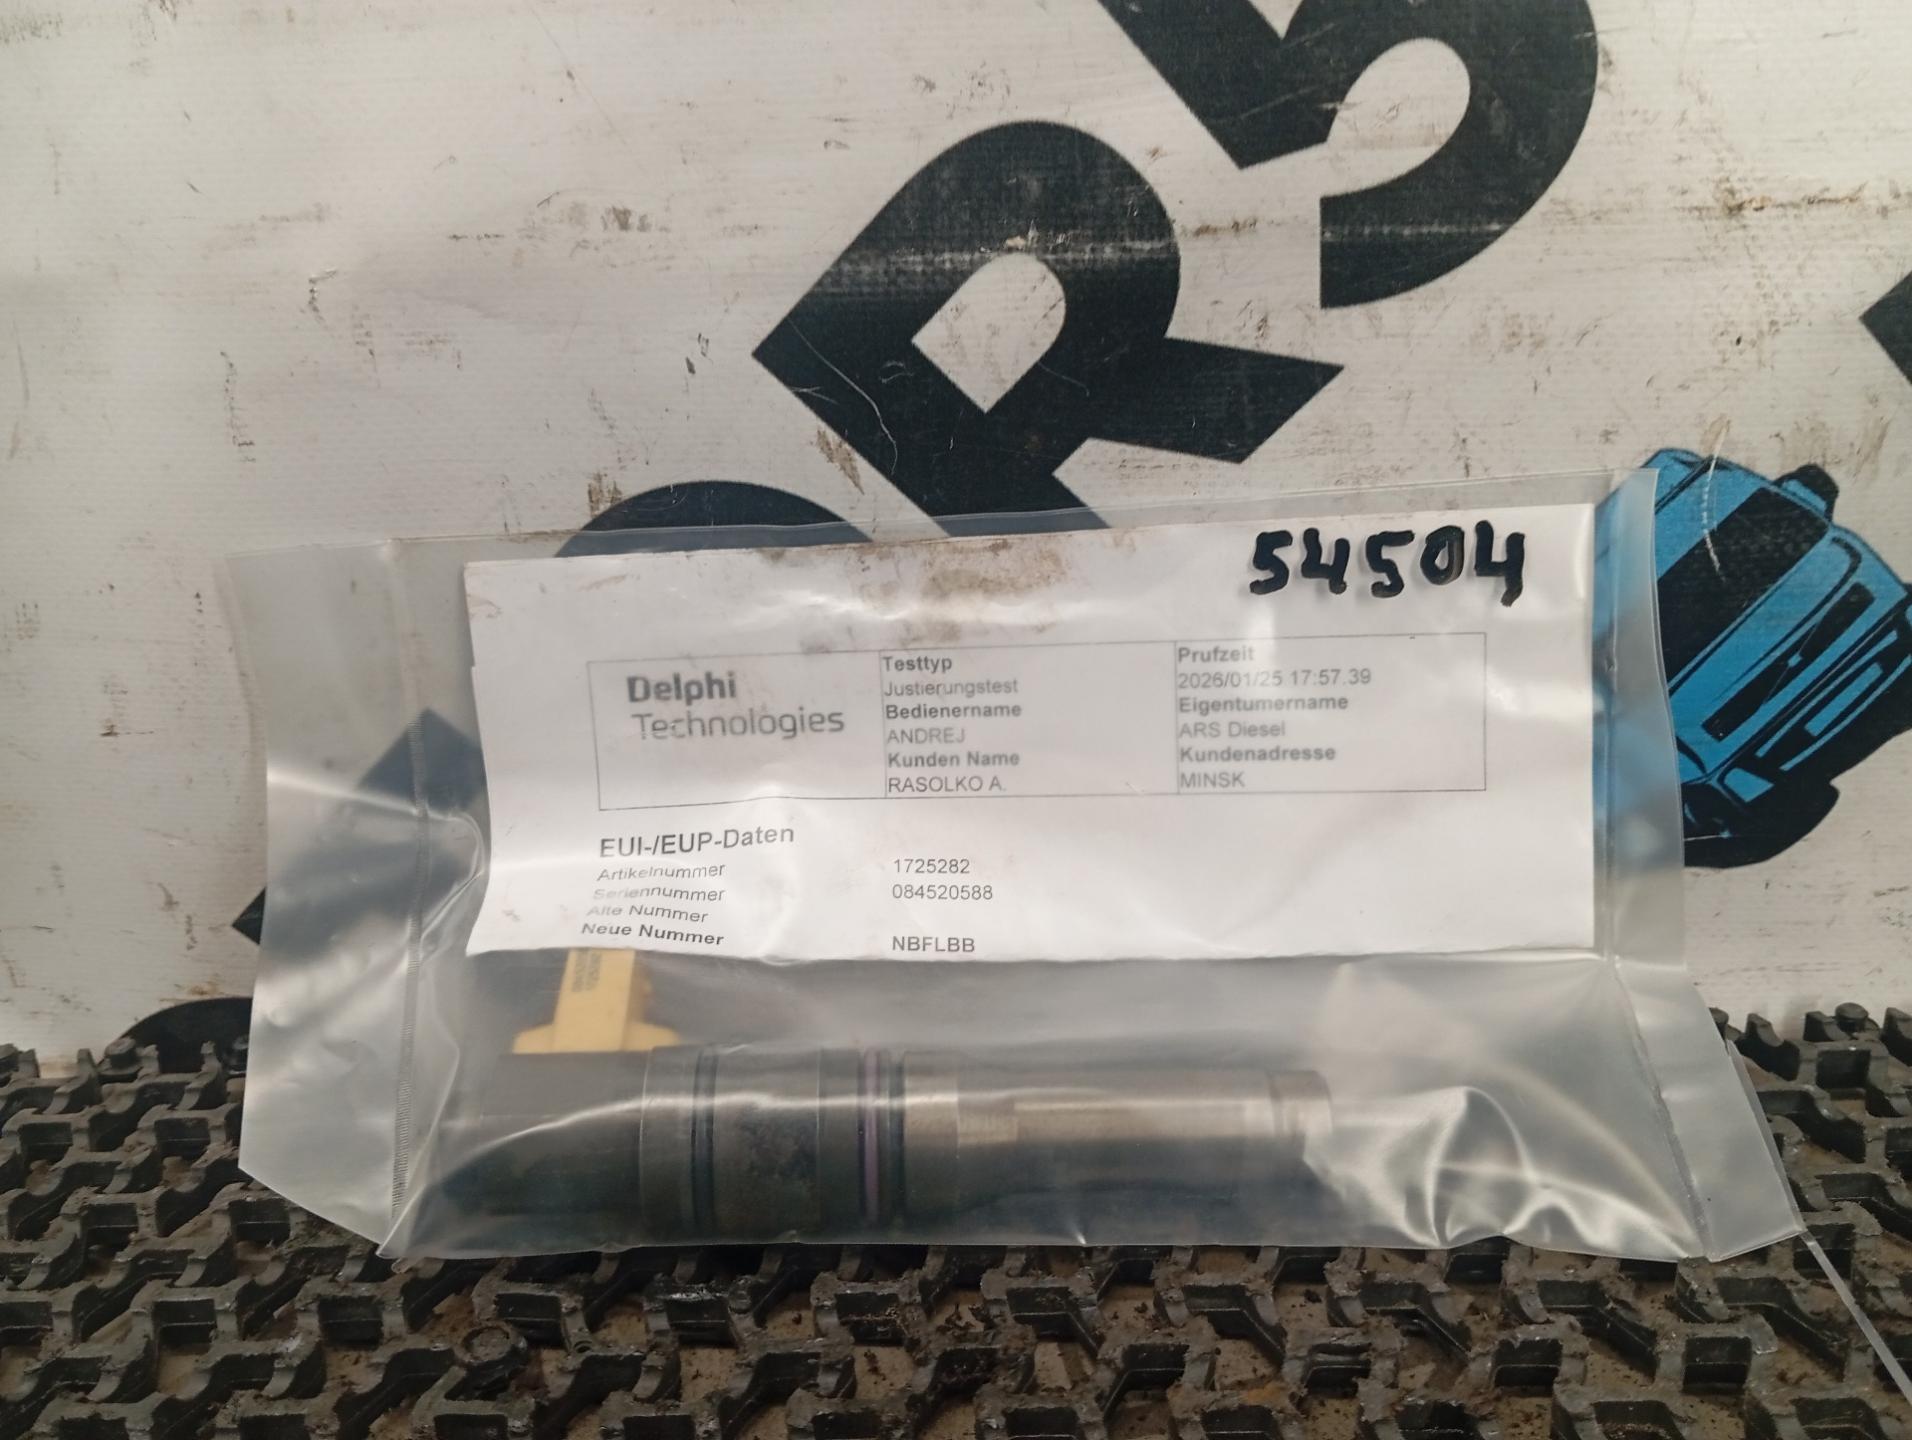 54504
Delphi
Technologies
Testtyp
Justierungstest
Bedienername
ANDREJ
Kunden Name
RASOLKO A.
Prufzeit
2026/01/25 17:57.39
Eigentumername
ARS Diesel
Kundenadresse
MINSK
EUI-/EUP-Daten
Artikelnummer 1725282
Seriennummer 084520588
Alte Nummer
Neue Nummer NBFLBB